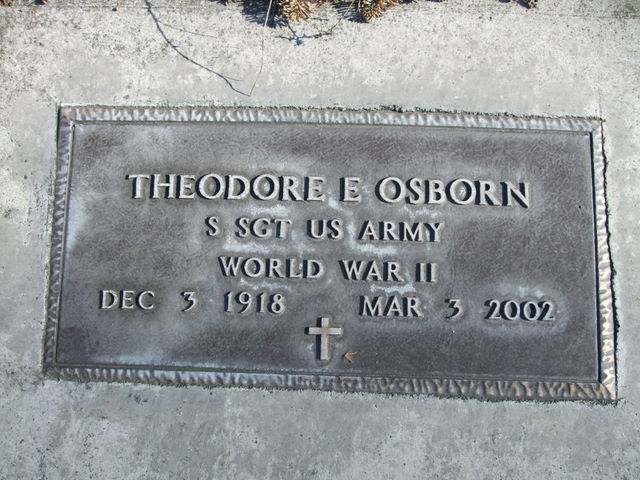 THEODORE E OSBORN
S SGT US ARMY
WORLD WAR II
DEC 3 1918 MAR 3 2002